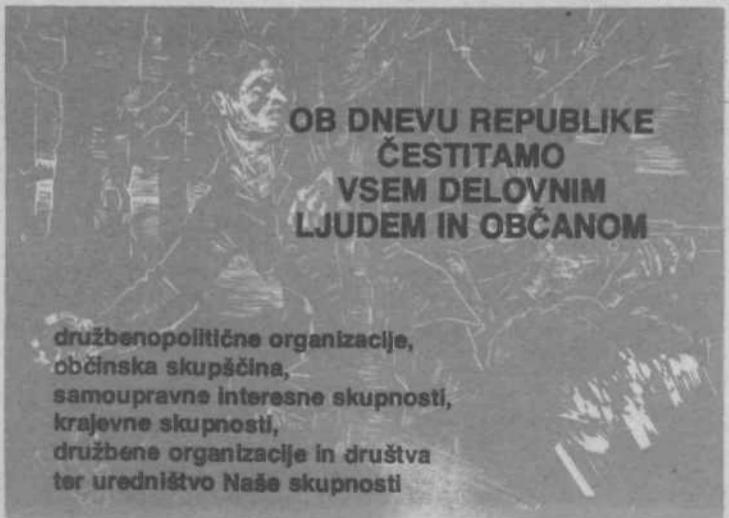 OB DNEVU REPUBLIKE
ČESTITAMO
VSEM DELOVNIM
LJUDEM IN OBČANOM
družbenopolitične organizacije,
občinska skupščina,
samoupravne interesne skupnosti,
krajevne skupnosti,
družbene organizacije in društva
ter uredništvo Naše skupnosti